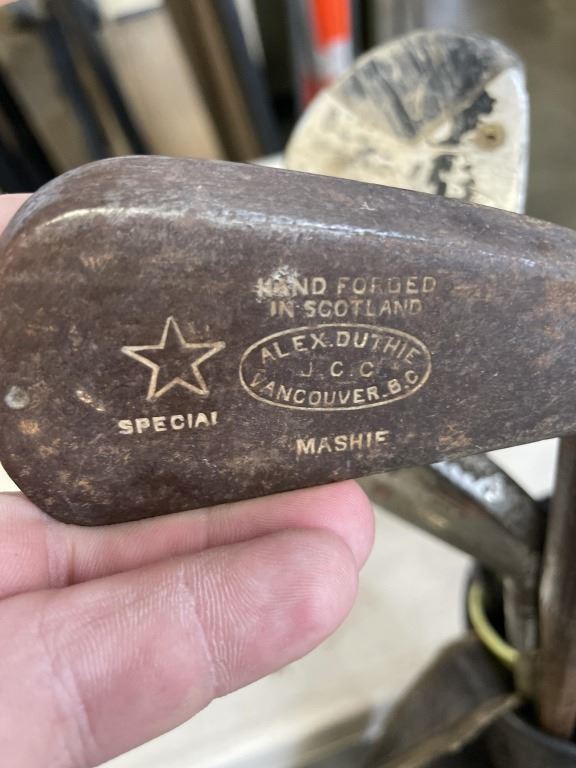 HAND FORGED
IN SCOTLAND
ALEX. DUTHIE
J. C. C
VANCOUVER. B.C.
SPECIAL
MASHIE